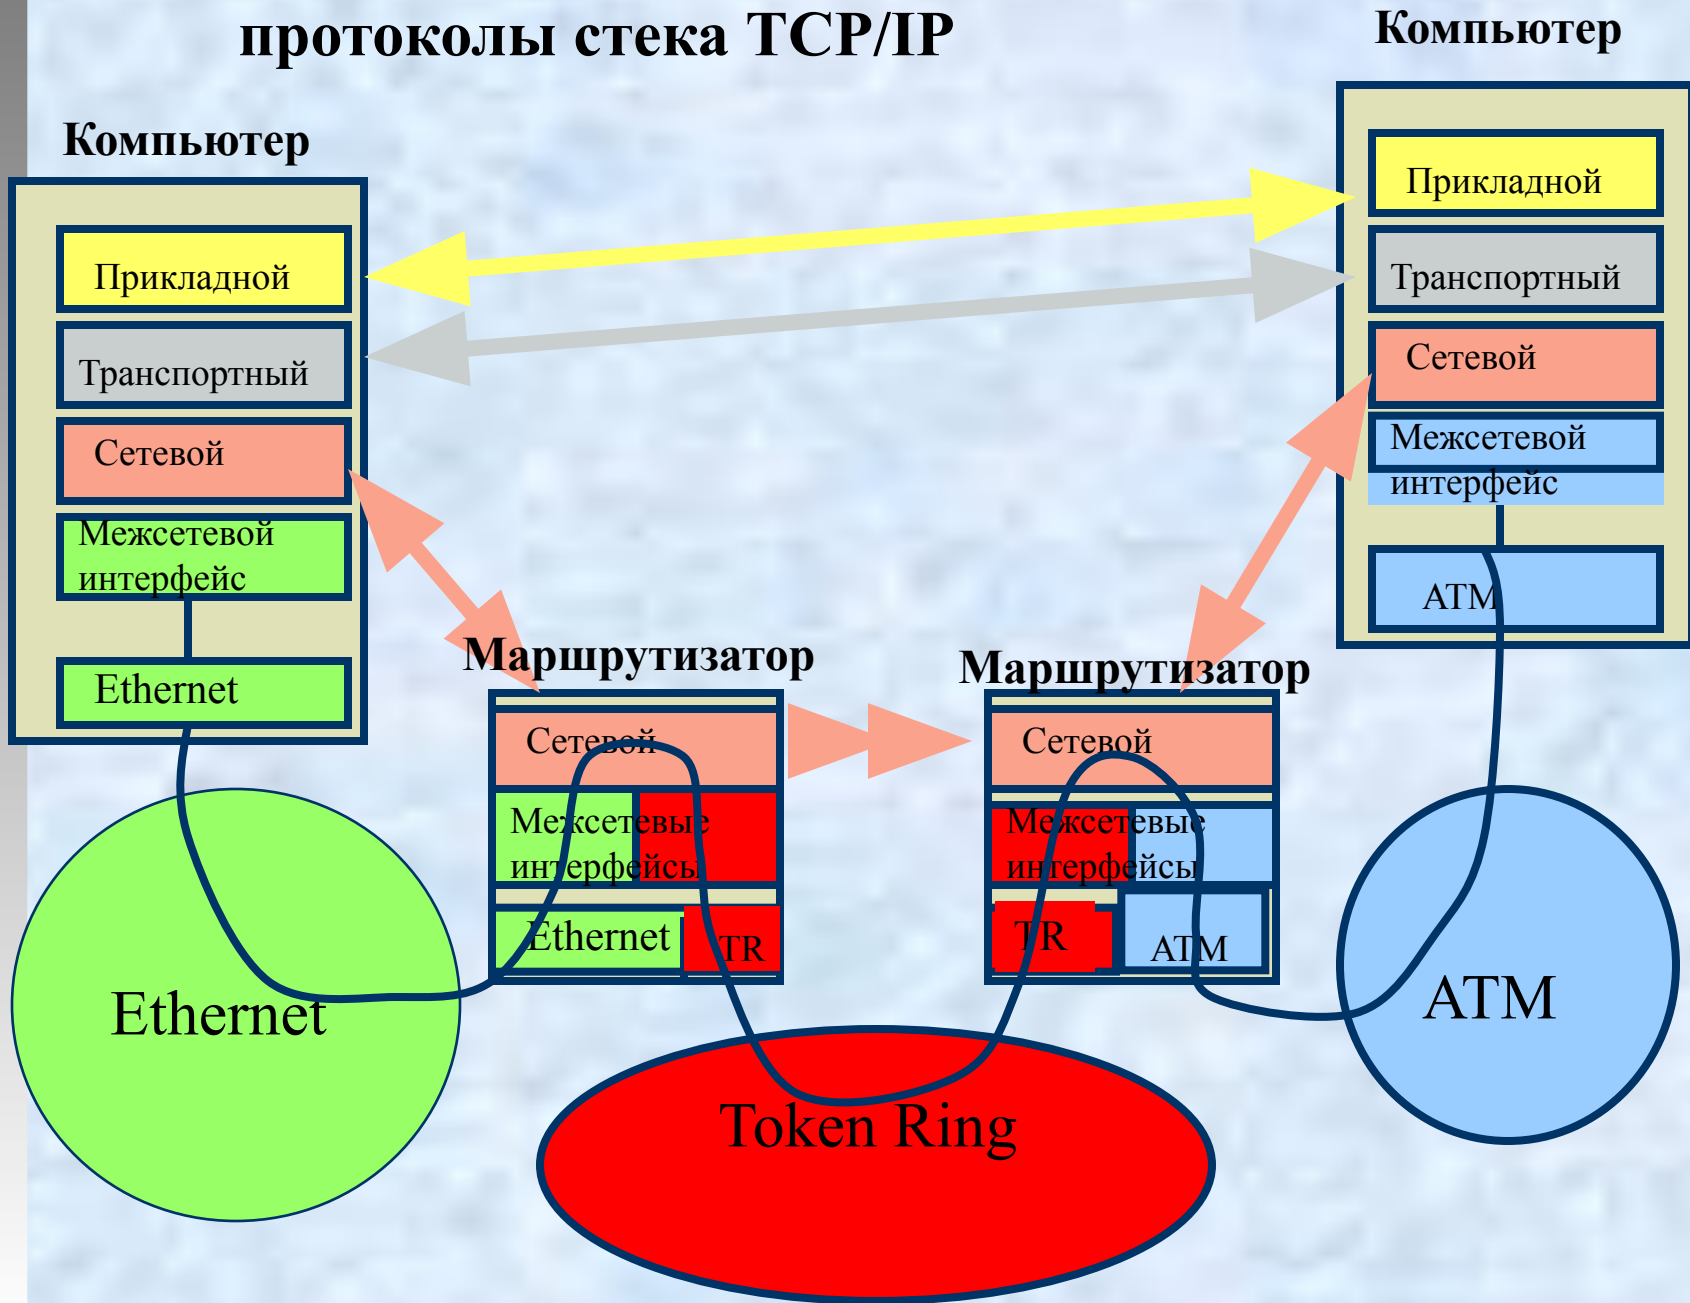 протоколы стека TCP/IP
Компьютер
Прикладной
Транспортный
Сетевой
Межсетевой
интерфейс
Ethernet
Компьютер
Прикладной
Транспортный
Сетевой
Межсетевой
интерфейс
ATM
Маршрутизатор
Сетевой
Межсетевые
интерфейсы
Ethernet
TR
Маршрутизатор
Сетевой
Межсетевые
интерфейсы
TR
ATM
Ethernet
Token Ring
ATM